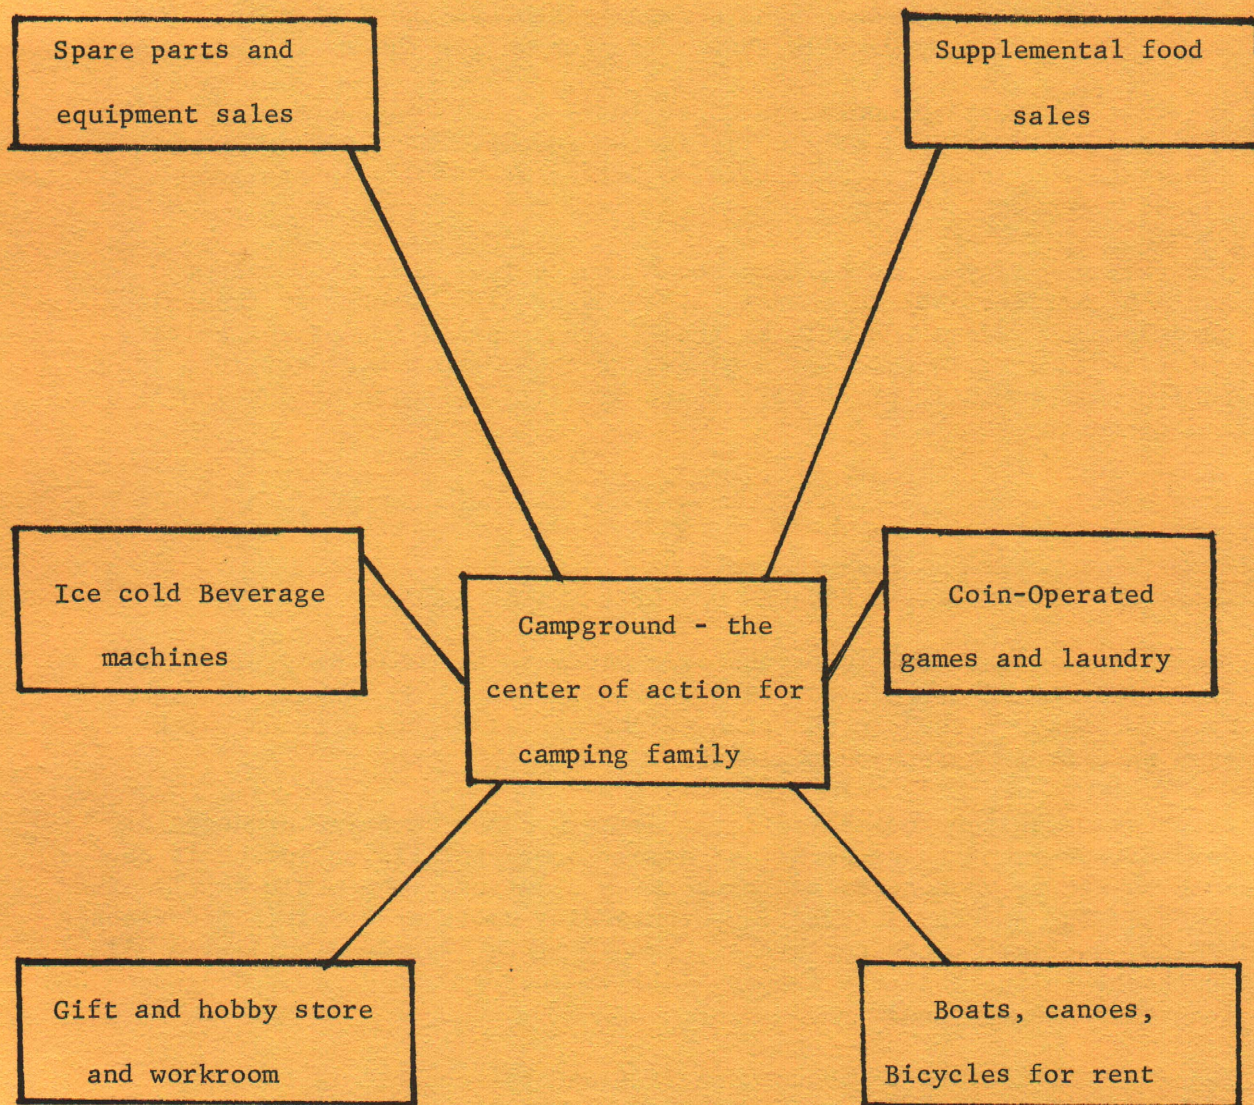 Spare parts and
equipment sales
Supplemental food
sales
Ice cold Beverage
machines
Campground - the
center of action for
camping family
Coin-Operated
games and laundry
Gift and hobby store
and workroom
Boats, canoes,
Bicycles for rent